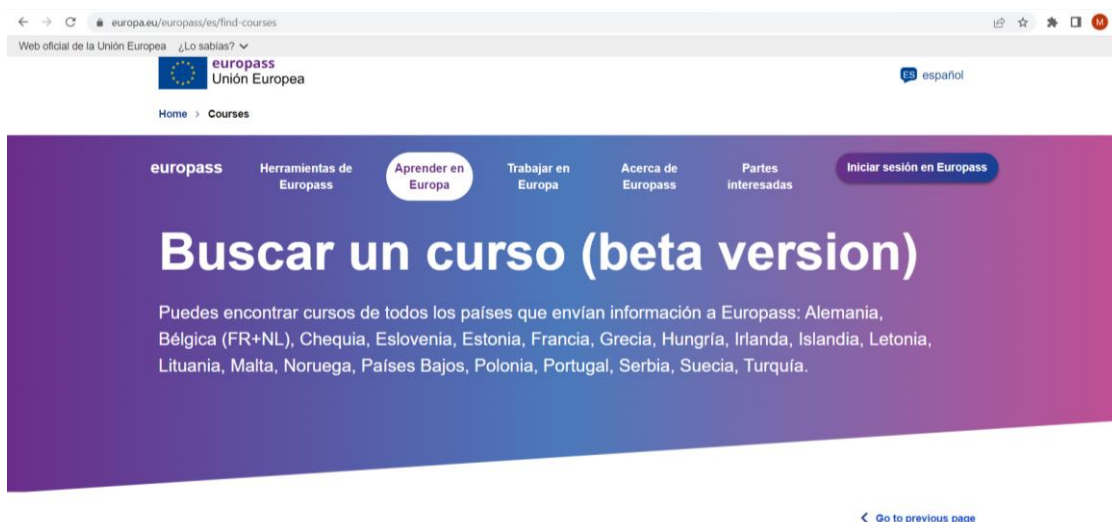 europa.eu/europass/es/find-courses
M
Web oficial de la Unión Europea ¿Lo sabías?
europass
Unión Europea
ES español
Home > Courses
europass
Herramientas de
Europass
Aprender en
Europa
Trabajar en
Europa
Acerca de
Europass
Partes
interesadas
Iniciar sesión en Europass
Buscar un curso (beta version)
Puedes encontrar cursos de todos los países que envían información a Europass: Alemania,
Bélgica (FR+NL), Chequia, Eslovenia, Estonia, Francia, Grecia, Hungría, Irlanda, Islandia, Letonia,
Lituania, Malta, Noruega, Países Bajos, Polonia, Portugal, Serbia, Suecia, Turquía.
Go to previous page